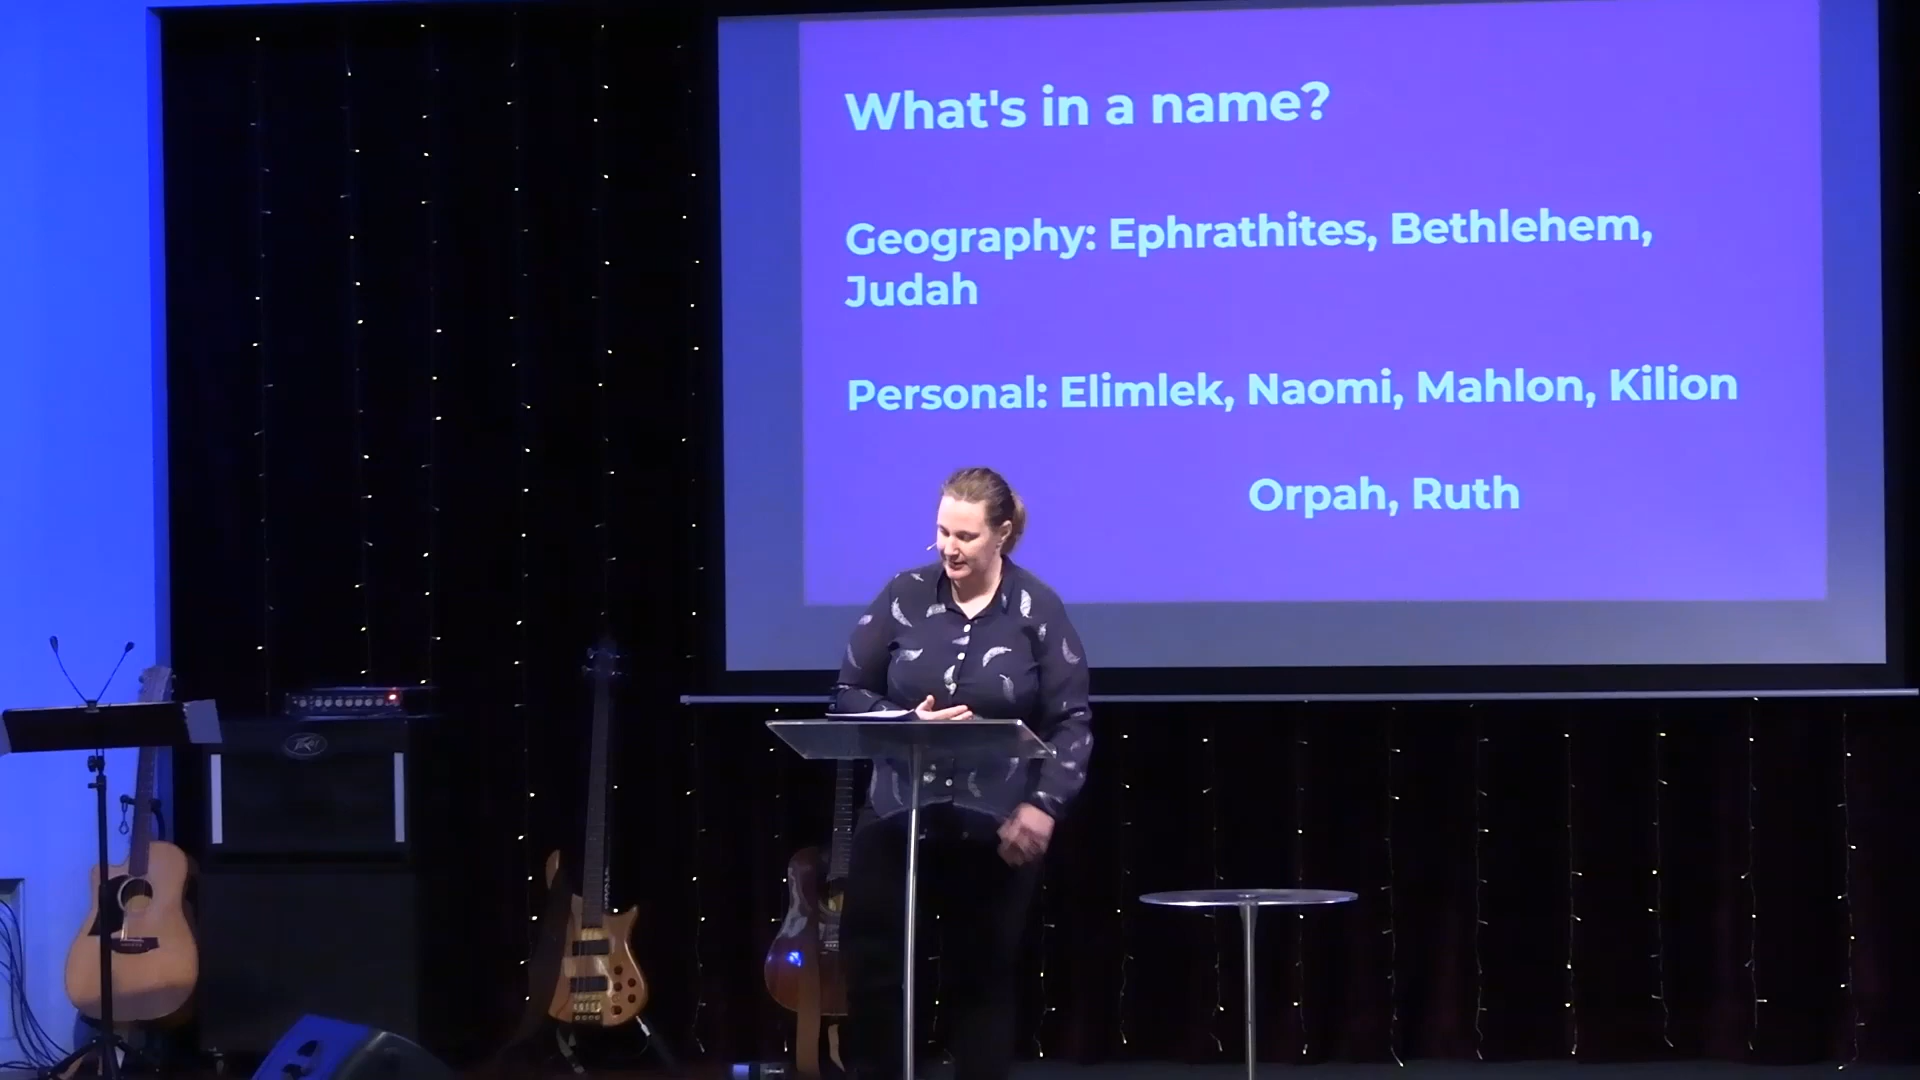 What's in a name?
Geography: Ephrathites, Bethlehem,
Judah
Personal: Elimlek, Naomi, Mahlon, Kilion
Orpah, Ruth